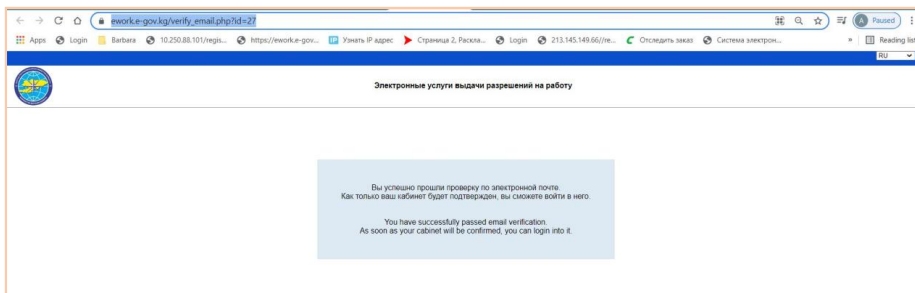 ework.e-gov.kg/verify_email.php?id=27
Paused
Apps Login Barbara 10.250.88.101/regis... https://ework.e-gov... Узнать IP адрес Страница 2, Раскла... Login 213.145.149.66//re... Отследить заказ Система электрон... » Reading list
RU
Электронные услуги выдачи разрешений на работу
Вы успешно прошли проверку по электронной почте.
Как только ваш кабинет будет подтвержден, вы сможете войти в него.
You have successfully passed email verification.
As soon as your cabinet will be confirmed, you can login into it.